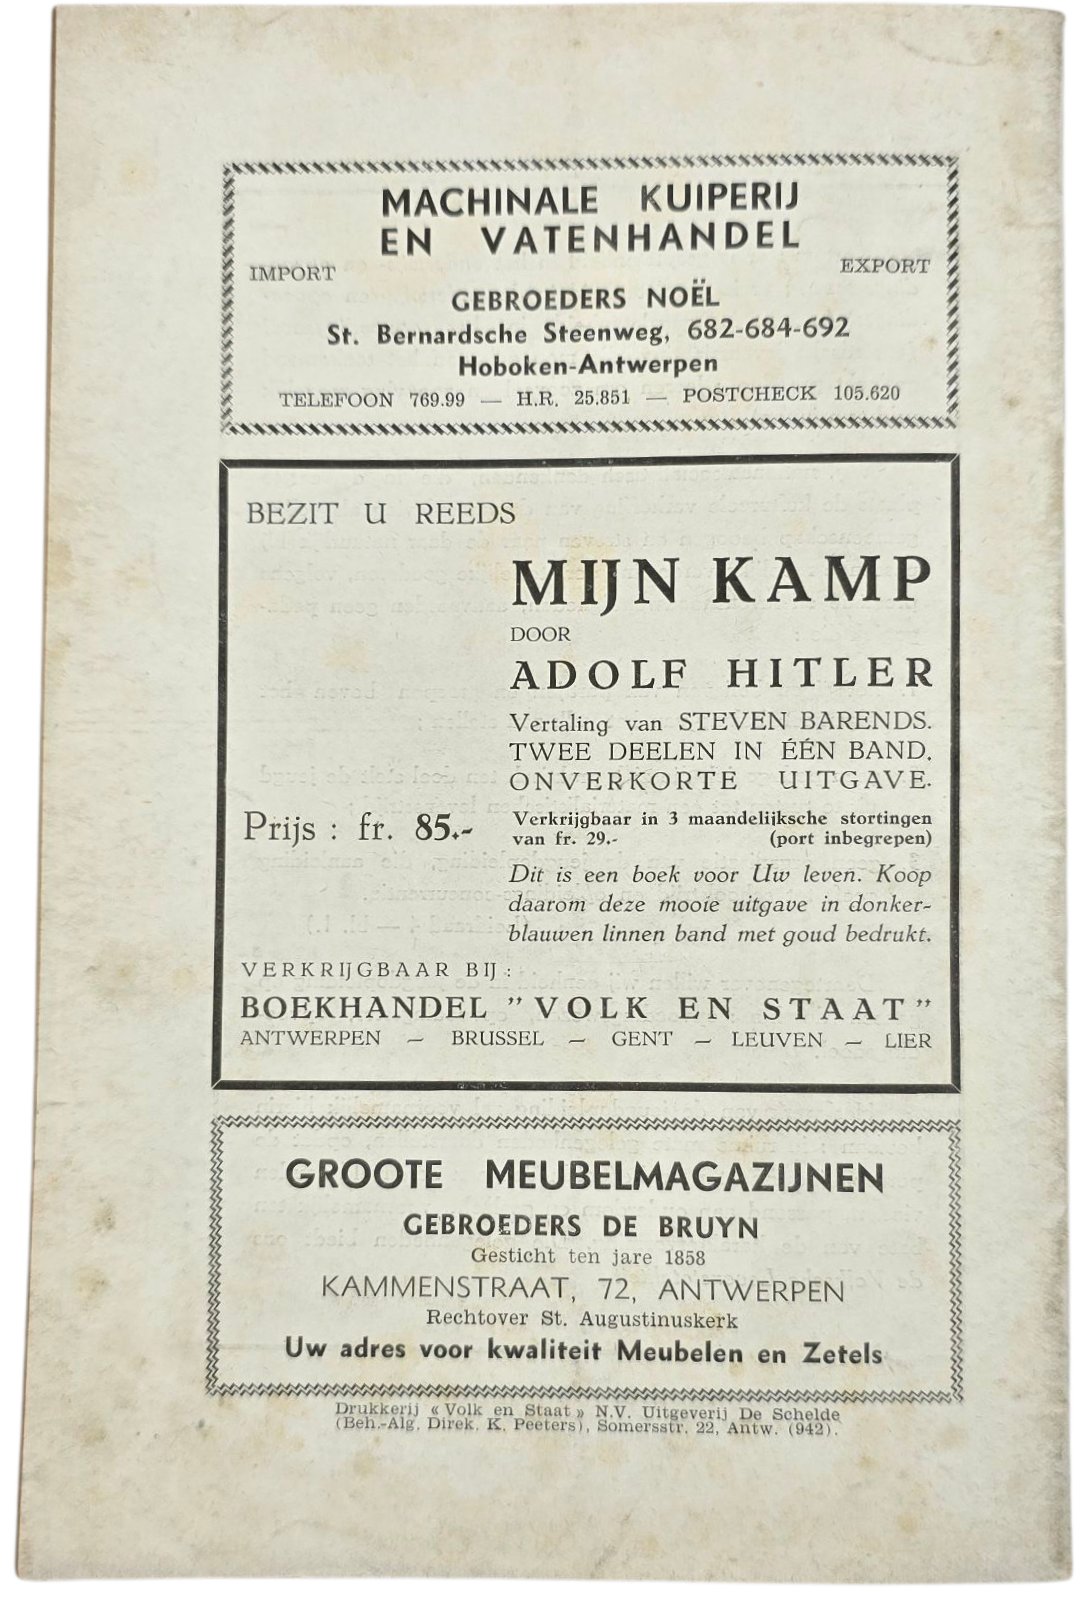 MACHINALE KUIPERIJ
EN VATENHANDEL
IMPORT EXPORT
GEBROEDERS NOËL
St. Bernardsche Steenweg, 682-684-692
Hoboken-Antwerpen
TELEFOON 769.99 — H.R. 25.851 — POSTCHECK 105.620
BEZIT U REEDS
MIJN KAMP
DOOR
ADOLF HITLER
Vertaling van STEVEN BARENDS.
TWEE DEELEN IN ÉÉN BAND,
ONVERKORTE UITGAVE.
Prijs : fr. 85.-
Verkrijgbaar in 3 maandelijksche stortingen
van fr. 29.- (port inbegrepen)
Dit is een boek voor Uw leven. Koop
daarom deze mooie uitgave in donker-
blauwen linnen band met goud bedrukt.
VERKRIJGBAAR BIJ :
BOEKHANDEL " VOLK EN STAAT "
ANTWERPEN — BRUSSEL — GENT — LEUVEN — LIER
GROOTE MEUBELMAGAZIJNEN
GEBROEDERS DE BRUYN
Gesticht ten jare 1858
KAMMENSTRAAT, 72, ANTWERPEN
Rechtover St. Augustinuskerk
Uw adres voor kwaliteit Meubelen en Zetels
Drukkerij « Volk en Staat » N.V. Uitgeverij De Schelde
(Beh.-Alg. Direk. K. Peeters), Somersstr. 22, Antw. (942).